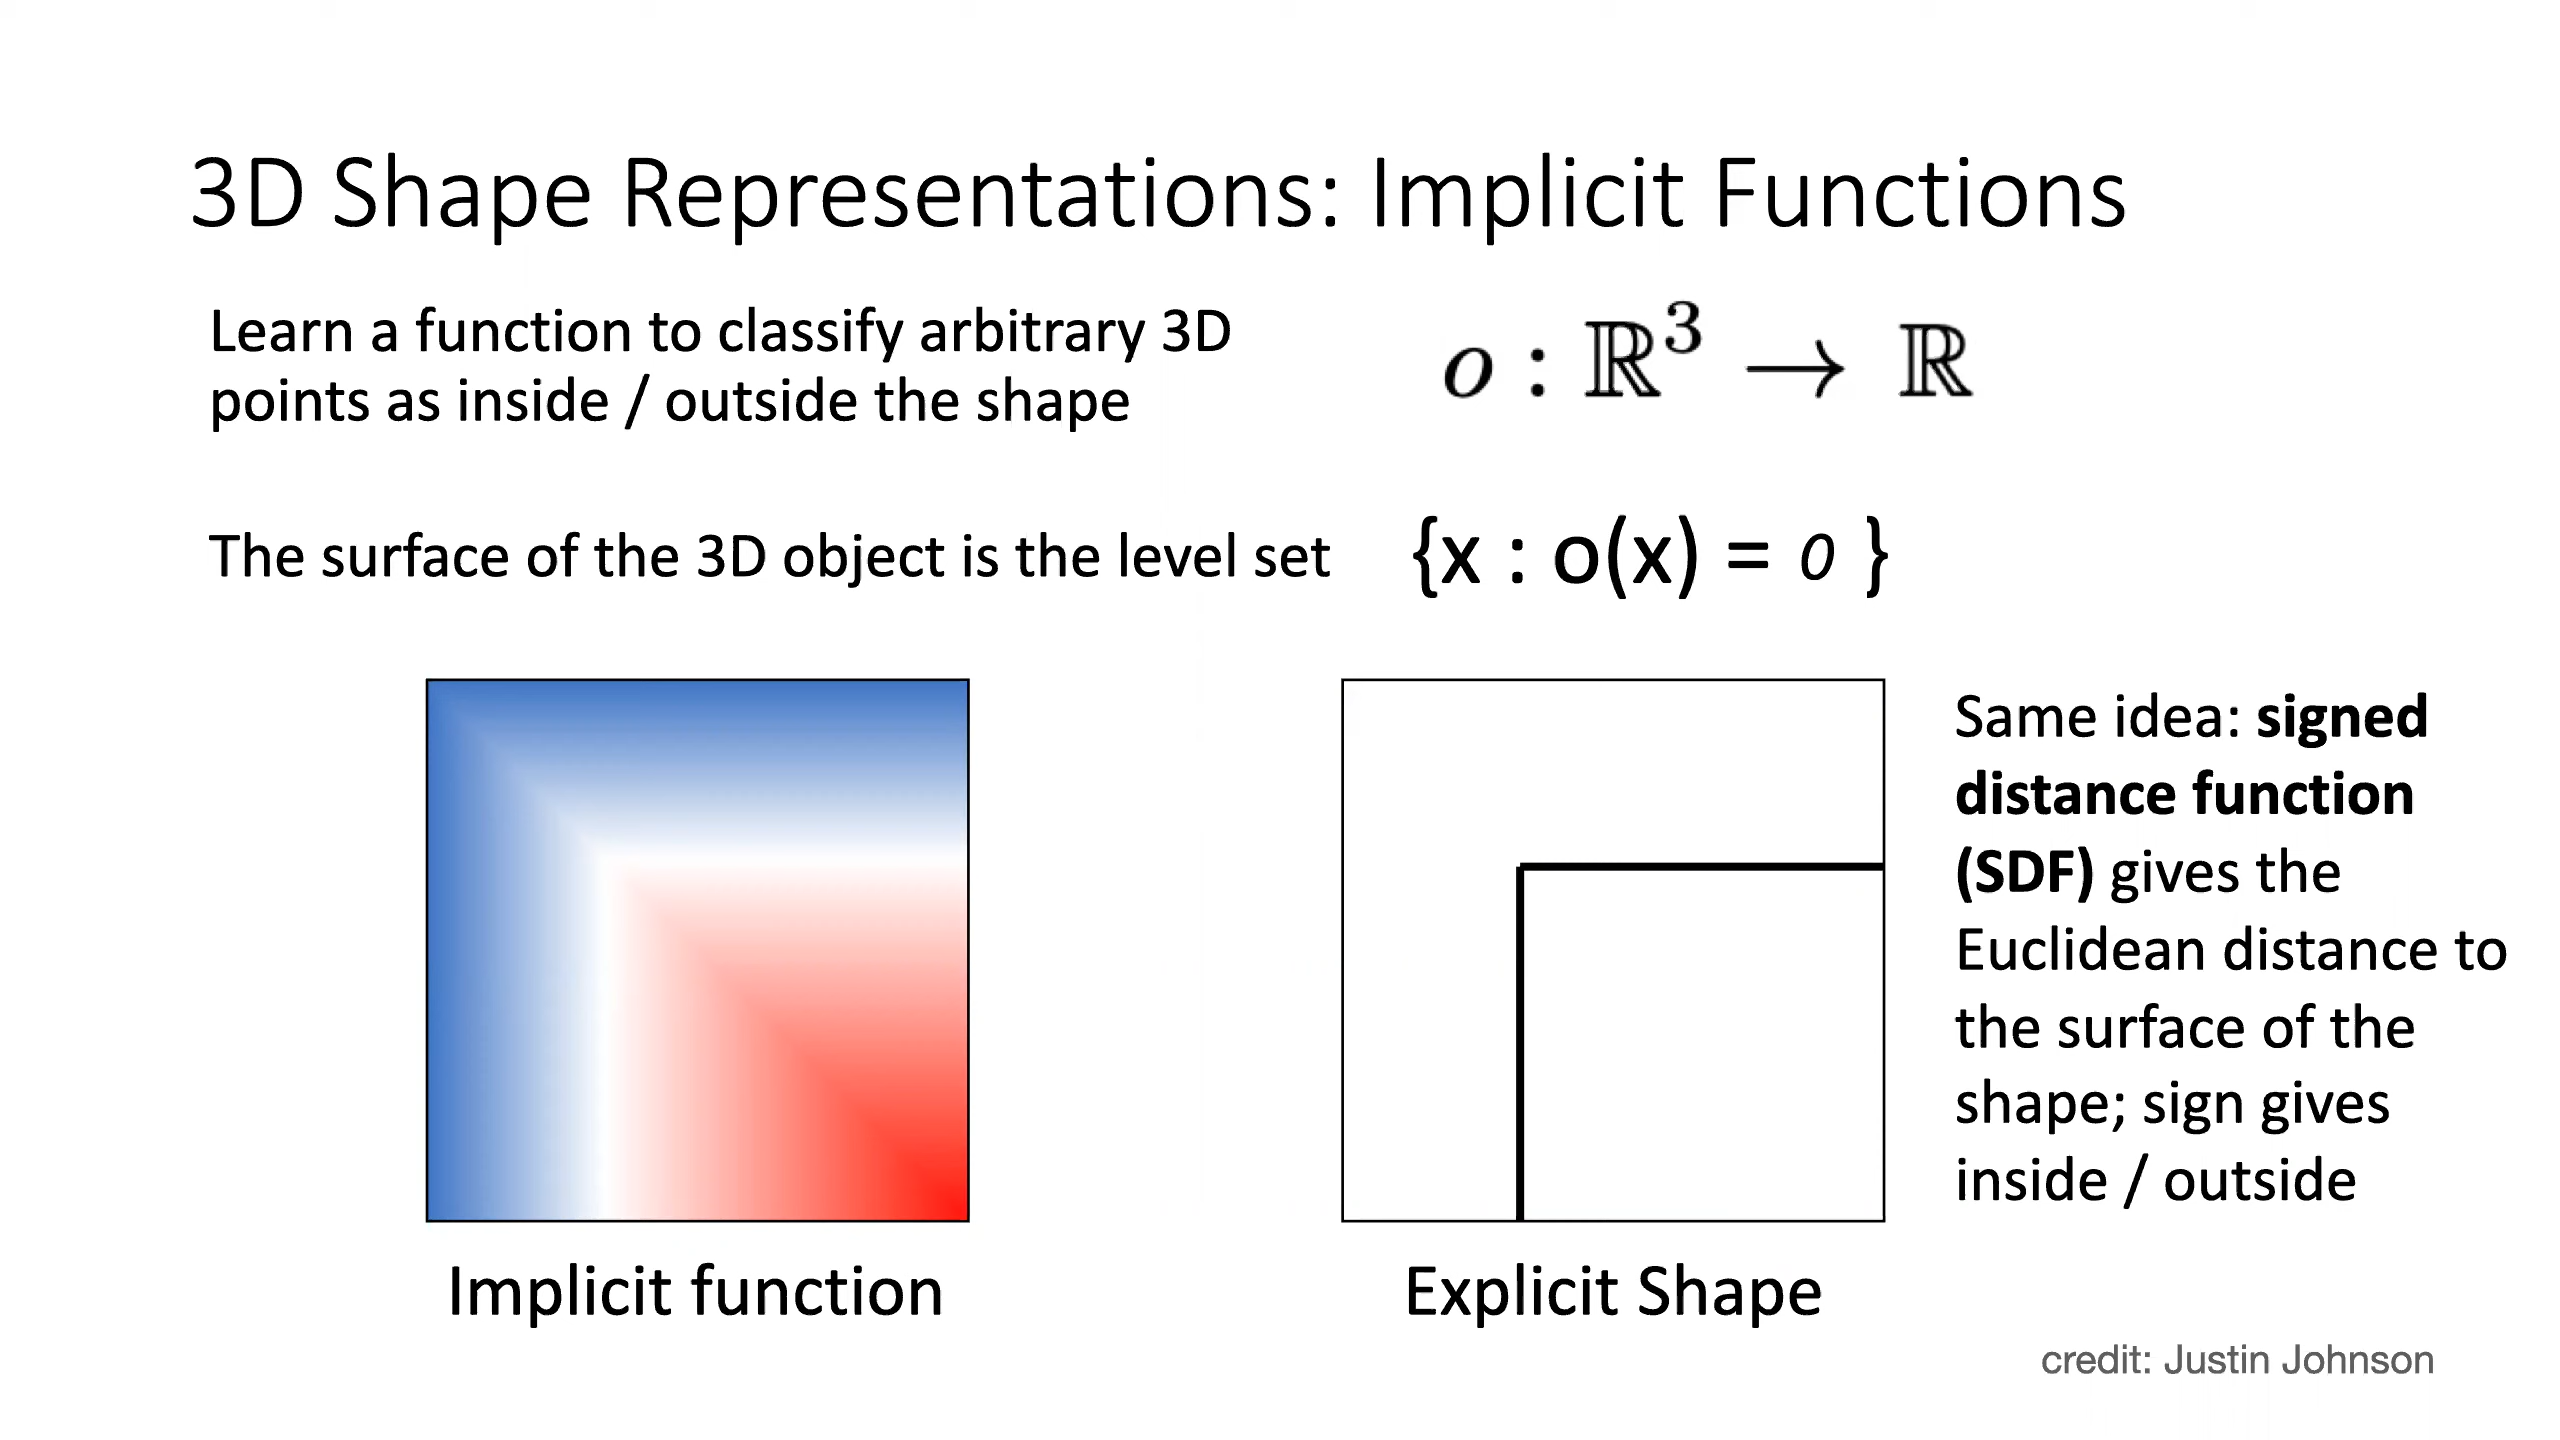 3D Shape Representations: Implicit Functions
Learn a function to classify arbitrary 3D
points as inside / outside the shape
o : ℝ³ → ℝ
The surface of the 3D object is the level set
{x : o(x) = 0 }
Same idea: signed
distance function
(SDF) gives the
Euclidean distance to
the surface of the
shape; sign gives
inside / outside
Implicit function
Explicit Shape
credit: Justin Johnson